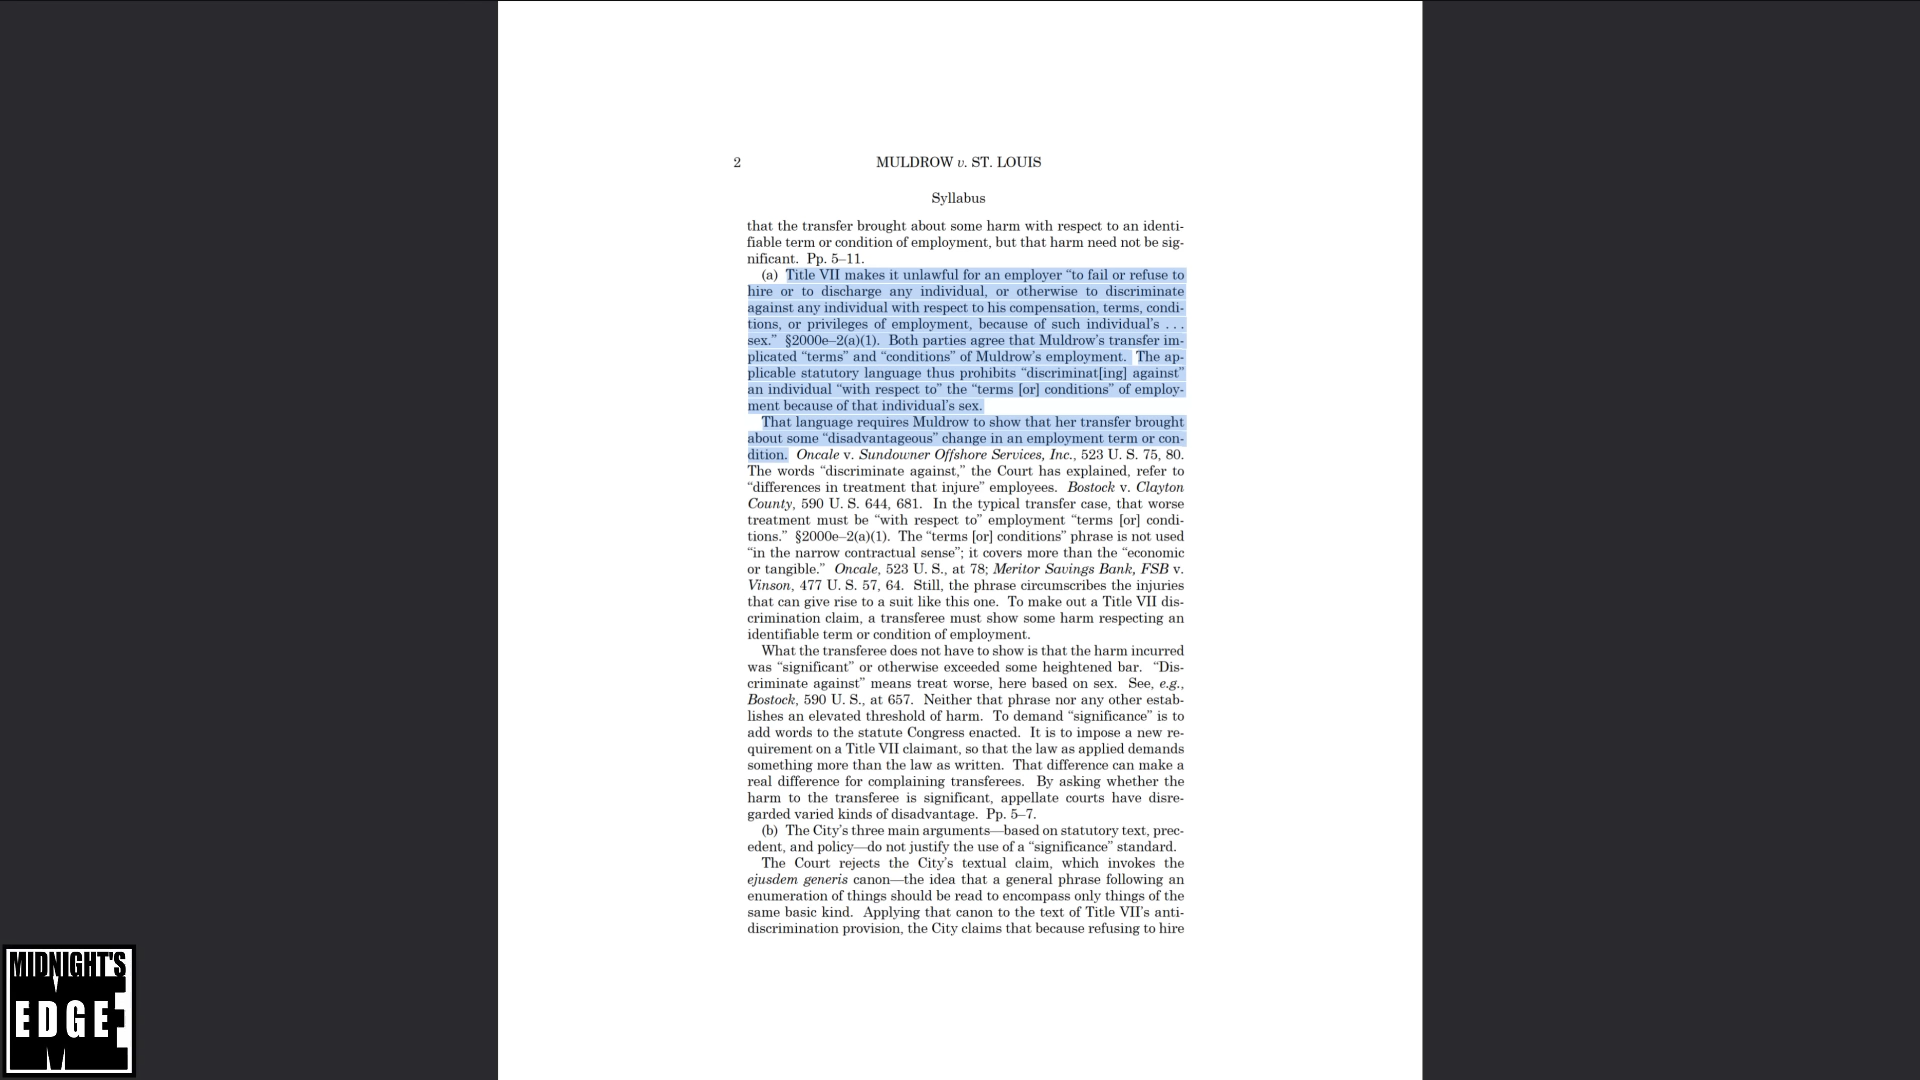 2
MULDROW v. ST. LOUIS
Syllabus
that the transfer brought about some harm with respect to an identi-
fiable term or condition of employment, but that harm need not be sig-
nificant. Pp. 5–11.
(a) Title VII makes it unlawful for an employer “to fail or refuse to
hire or to discharge any individual, or otherwise to discriminate
against any individual with respect to his compensation, terms, condi-
tions, or privileges of employment, because of such individual’s . . .
sex.” §2000e–2(a)(1). Both parties agree that Muldrow’s transfer im-
plicated “terms” and “conditions” of Muldrow’s employment. The ap-
plicable statutory language thus prohibits “discriminat[ing] against”
an individual “with respect to” the “terms [or] conditions” of employ-
ment because of that individual’s sex.
That language requires Muldrow to show that her transfer brought
about some “disadvantageous” change in an employment term or con-
dition. Oncale v. Sundowner Offshore Services, Inc., 523 U. S. 75, 80.
The words “discriminate against,” the Court has explained, refer to
“differences in treatment that injure” employees. Bostock v. Clayton
County, 590 U. S. 644, 681. In the typical transfer case, that worse
treatment must be “with respect to” employment “terms [or] condi-
tions.” §2000e–2(a)(1). The “terms [or] conditions” phrase is not used
“in the narrow contractual sense”; it covers more than the “economic
or tangible.” Oncale, 523 U. S., at 78; Meritor Savings Bank, FSB v.
Vinson, 477 U. S. 57, 64. Still, the phrase circumscribes the injuries
that can give rise to a suit like this one. To make out a Title VII dis-
crimination claim, a transferee must show some harm respecting an
identifiable term or condition of employment.
What the transferee does not have to show is that the harm incurred
was “significant” or otherwise exceeded some heightened bar. “Dis-
criminate against” means treat worse, here based on sex. See, e.g.,
Bostock, 590 U. S., at 657. Neither that phrase nor any other estab-
lishes an elevated threshold of harm. To demand “significance” is to
add words to the statute Congress enacted. It is to impose a new re-
quirement on a Title VII claimant, so that the law as applied demands
something more than the law as written. That difference can make a
real difference for complaining transferees. By asking whether the
harm to the transferee is significant, appellate courts have disre-
garded varied kinds of disadvantage. Pp. 5–7.
(b) The City’s three main arguments—based on statutory text, prec-
edent, and policy—do not justify the use of a “significance” standard.
The Court rejects the City’s textual claim, which invokes the
ejusdem generis canon—the idea that a general phrase following an
enumeration of things should be read to encompass only things of the
same basic kind. Applying that canon to the text of Title VII’s anti-
discrimination provision, the City claims that because refusing to hire
MIDNIGHT'S
EDGE